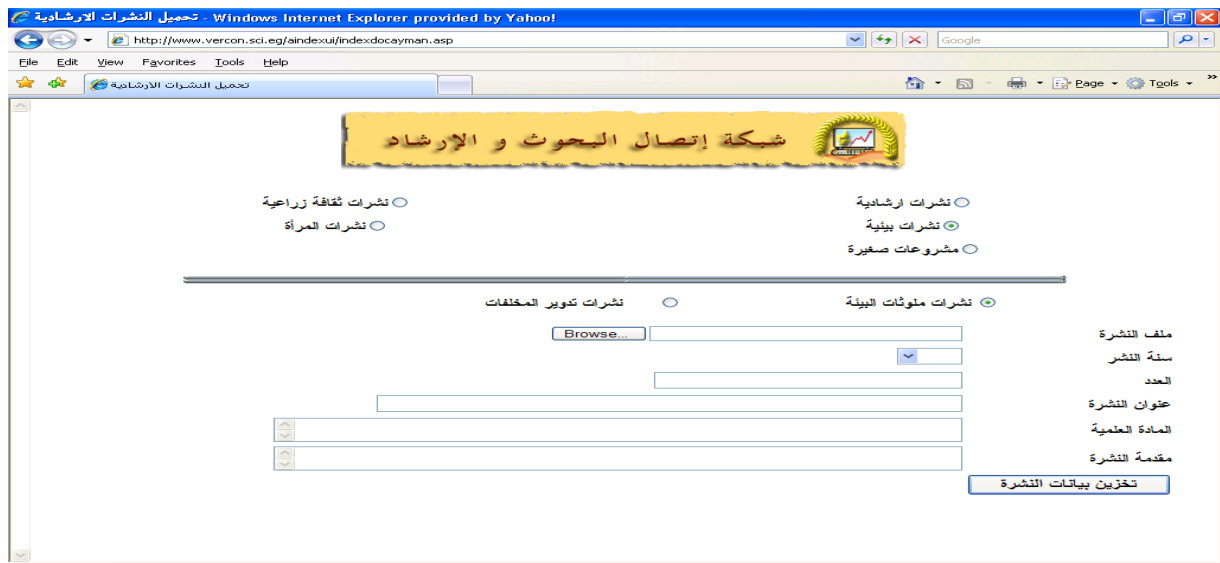 تحميل النشرات الارشادية - Windows Internet Explorer provided by Yahoo!
http://www.vercon.sci.eg/aindexui/indexdocayman.asp
Google
File Edit View Favorites Tools Help
تحميل النشرات الارشادية
Page Tools
شبكة إتصال البحوث و الإرشاد
نشرات ارشادية نشرات ثقافة زراعية
نشرات بيئية نشرات المرأة
مشروعات صغيرة
نشرات ملوثات البيئة نشرات تدوير المخلفات
ملف النشرة Browse...
سنة النشر
العدد
عنوان النشرة
المادة العلمية
مقدمة النشرة
تخزين بيانات النشرة